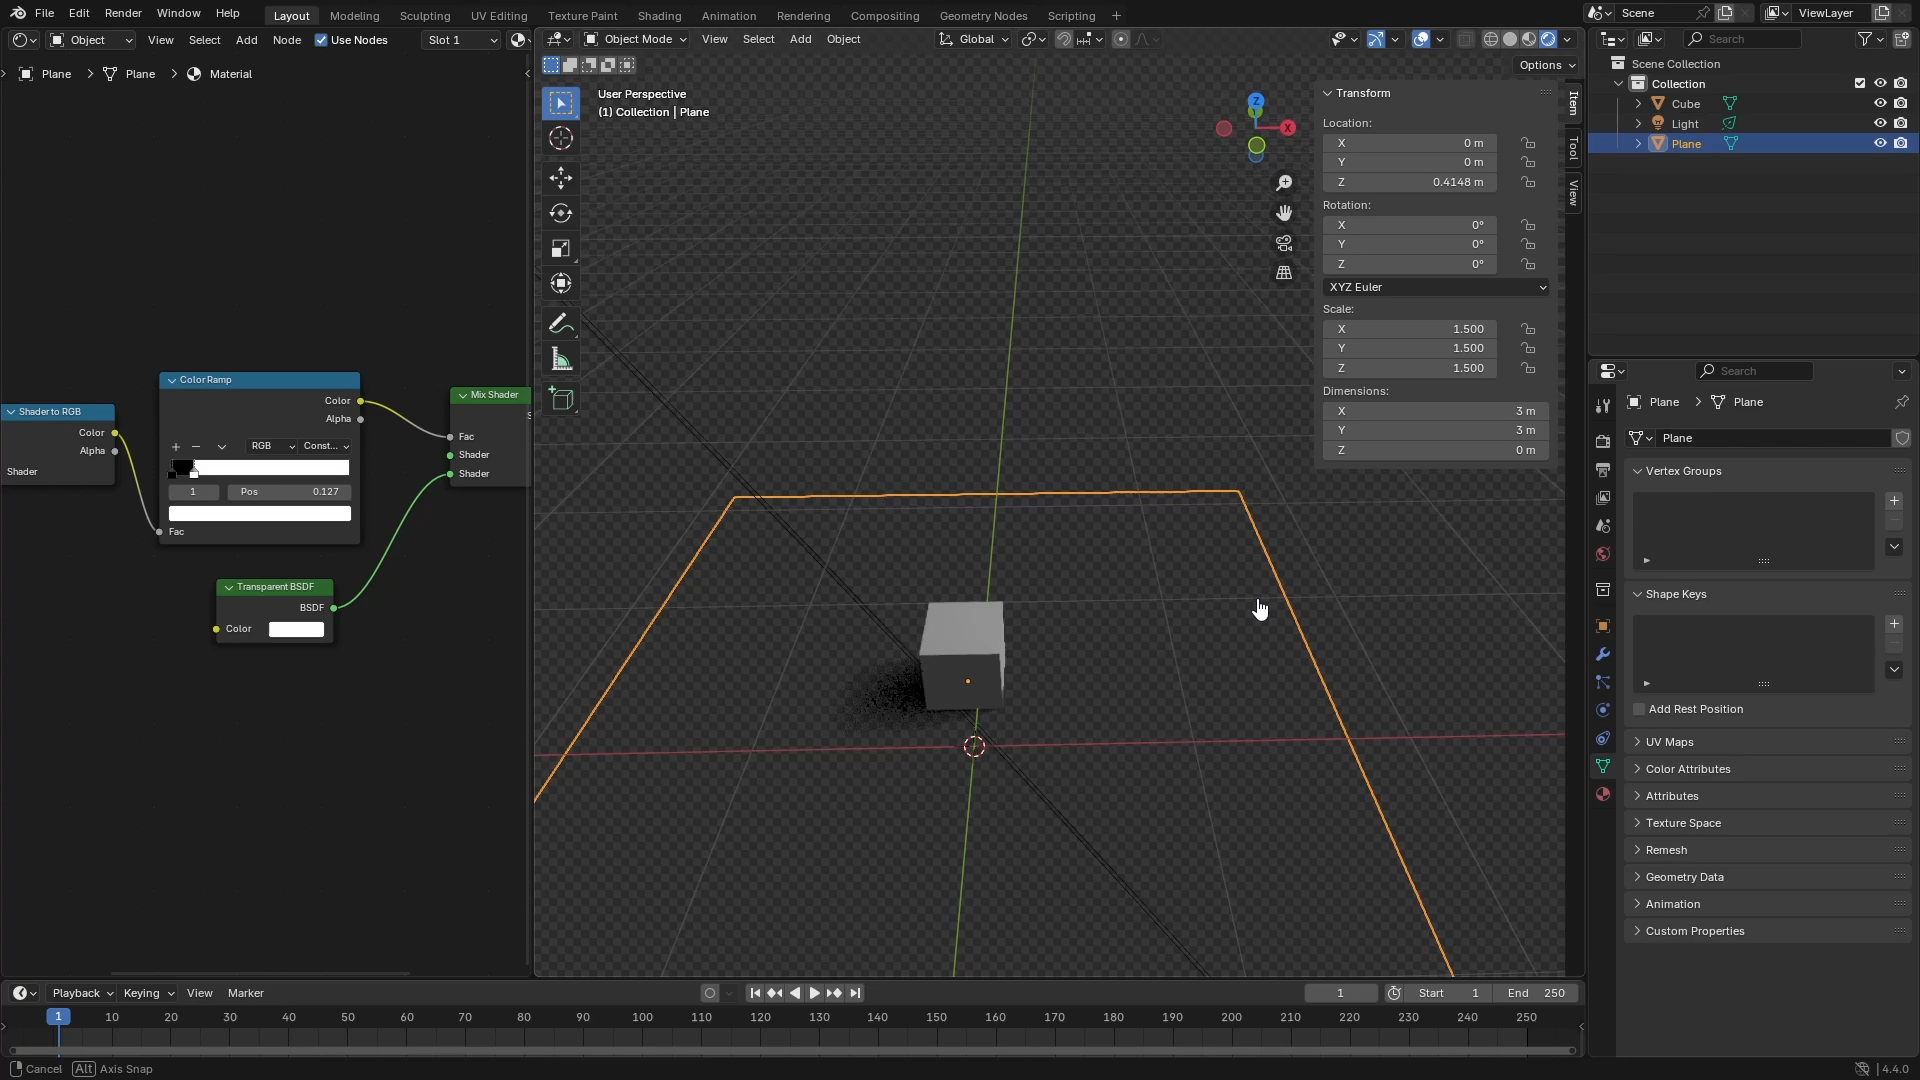 File Edit Render Window Help
Layout Modeling Sculpting UV Editing Texture Paint Shading Animation Rendering Compositing Geometry Nodes Scripting +
Scene
ViewLayer
Object View Select Add Node Use Nodes Slot 1
Object Mode View Select Add Object
Global
Options
Search
Plane > Plane > Material
User Perspective
(1) Collection | Plane
Z
X
Transform
Location:
X 0 m
Y 0 m
Z 0.4148 m
Rotation:
X 0°
Y 0°
Z 0°
XYZ Euler
Scale:
X 1.500
Y 1.500
Z 1.500
Dimensions:
X 3 m
Y 3 m
Z 0 m
Item
Tool
View
Scene Collection
Collection
Cube
Light
Plane
Search
Plane > Plane
Plane
Vertex Groups
Shape Keys
Add Rest Position
UV Maps
Color Attributes
Attributes
Texture Space
Remesh
Geometry Data
Animation
Custom Properties
Shader to RGB
Color
Alpha
Shader
Color Ramp
Color
Alpha
RGB Const...
1 Pos 0.127
Fac
Mix Shader
S
Fac
Shader
Shader
Transparent BSDF
BSDF
Color
Playback Keying View Marker
1 Start 1 End 250
1 10 20 30 40 50 60 70 80 90 100 110 120 130 140 150 160 170 180 190 200 210 220 230 240 250
Cancel Alt Axis Snap
4.4.0